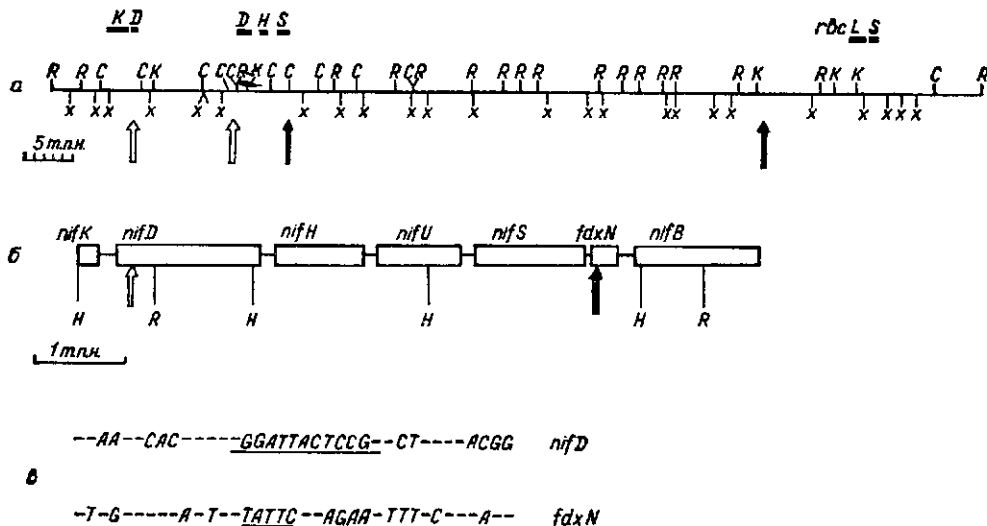 K D D H S rбc L S
R R C C K C C C R K C C C R C R C R R R R R R R R R R R K R K K C R
а
x x x x x x x x x x x x x x x x x x x x x x x x
5 т.п.н.
nifK nifD nifH nifU nifS fdxN nifB
б
H R H H H R
1 т.п.н.
--AA--CAC-----GGATTACTCCG--CT----ACGG nifD
в
-T-G----A-T--TATTC--AGAA-TTT-C---A-- fdxN